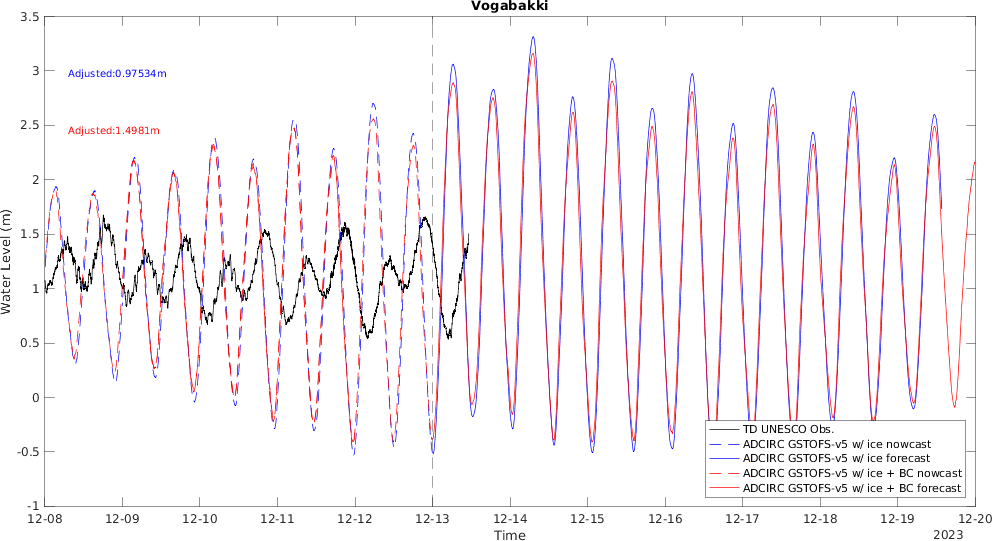 Vogabakki
3.5
3
2.5
2
1.5
1
0.5
0
-0.5
-1
Water Level (m)
Adjusted:0.97534m
Adjusted:1.4981m
TD UNESCO Obs.
ADCIRC GSTOFS-v5 w/ ice nowcast
ADCIRC GSTOFS-v5 w/ ice forecast
ADCIRC GSTOFS-v5 w/ ice + BC nowcast
ADCIRC GSTOFS-v5 w/ ice + BC forecast
12-08 12-09 12-10 12-11 12-12 12-13 12-14 12-15 12-16 12-17 12-18 12-19 12-20
Time
2023